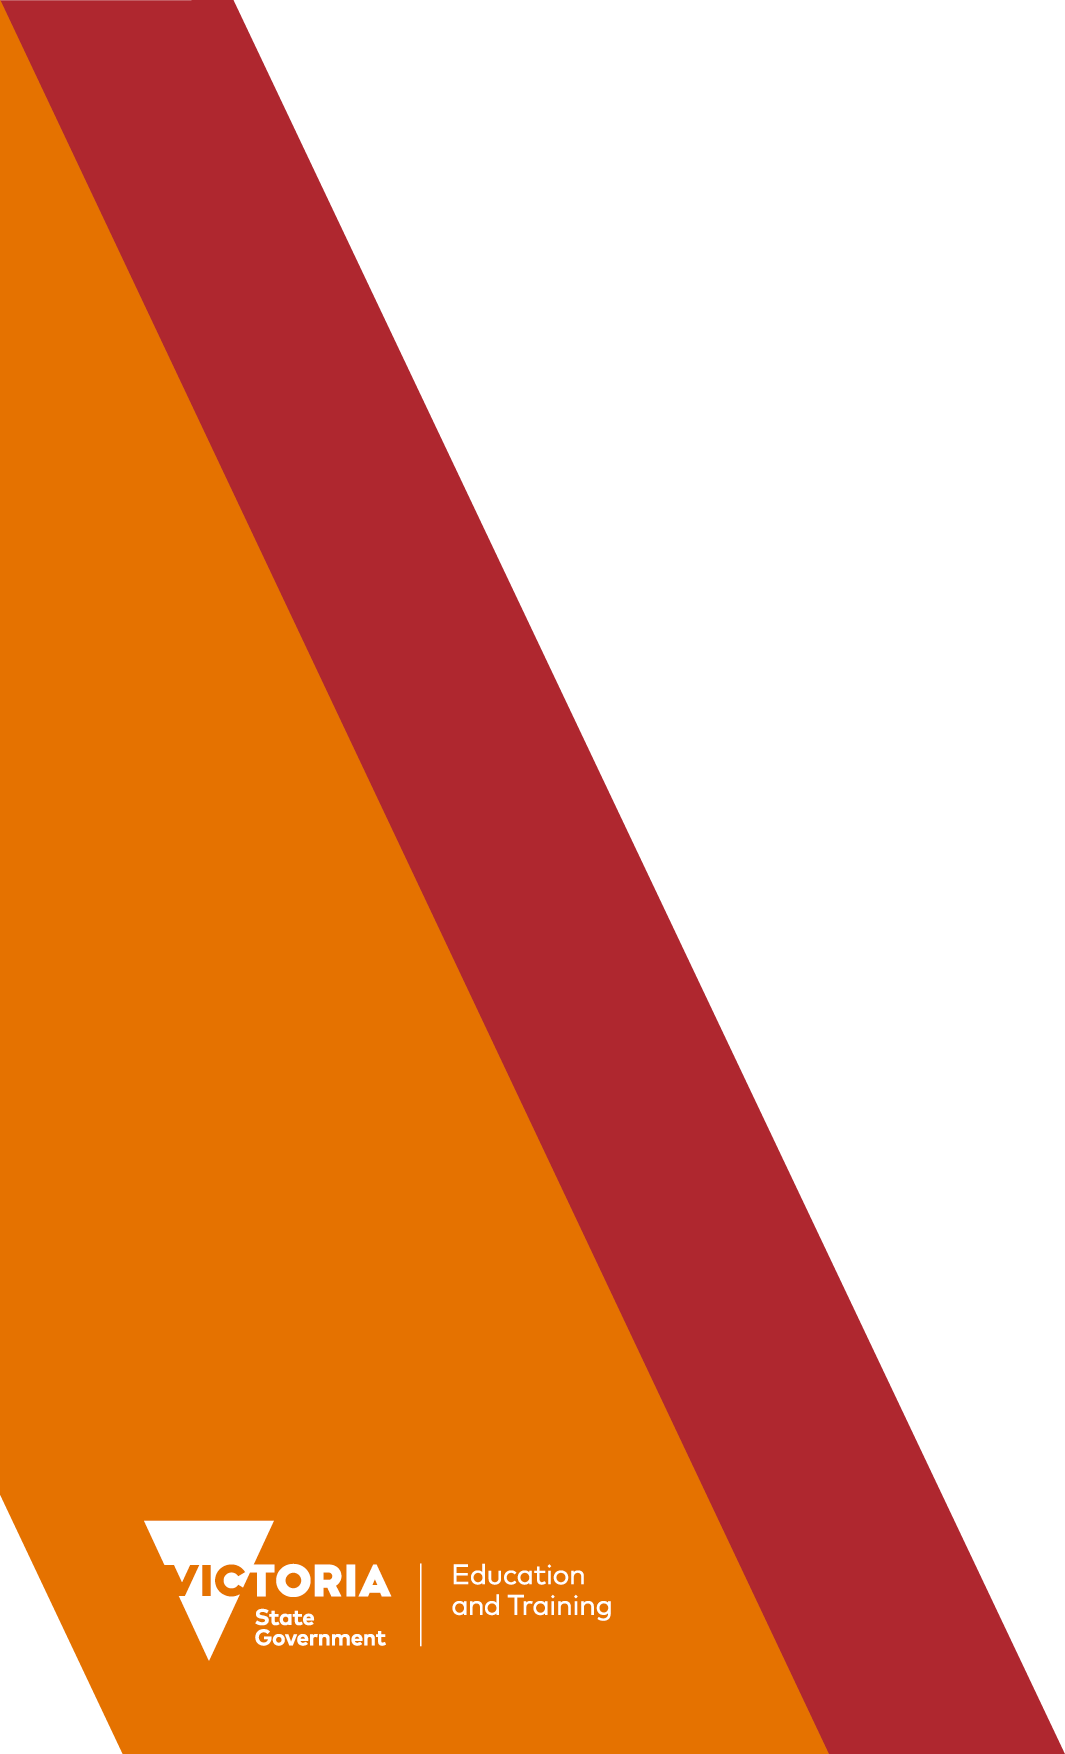 VICTORIA
State
Government
Education
and Training